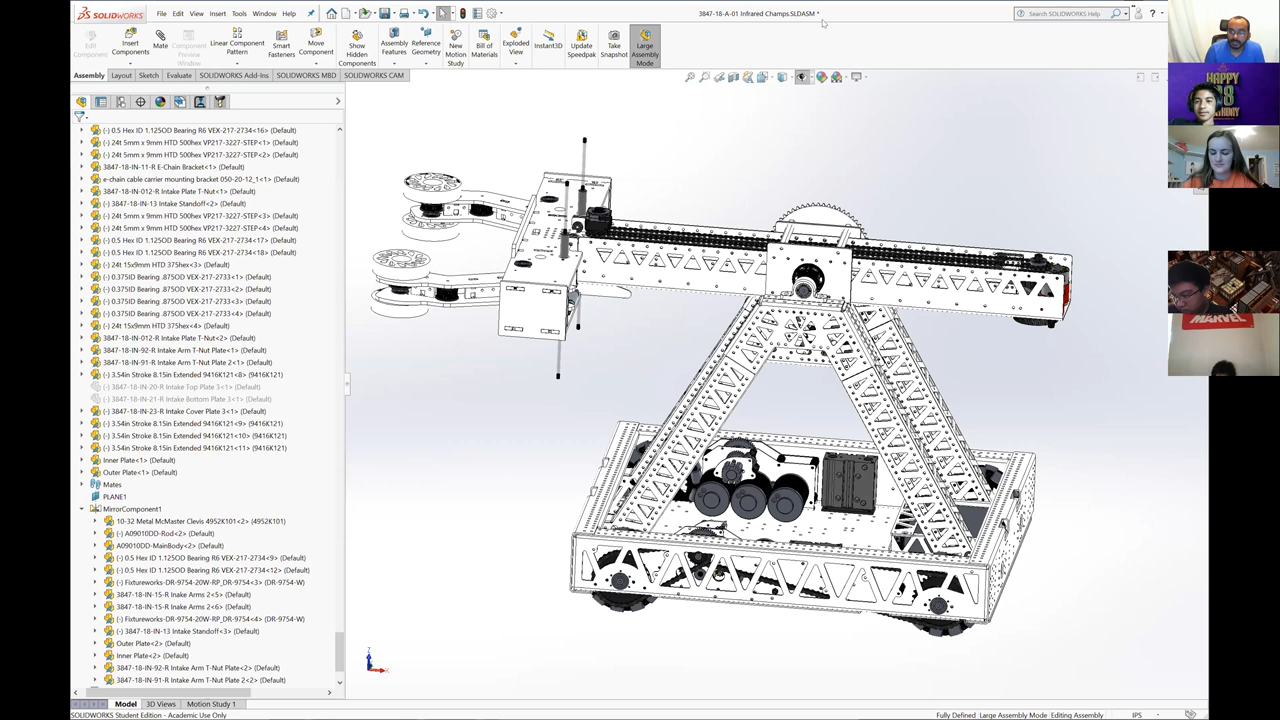 SOLIDWORKS
File Edit View Insert Tools Window Help
3847-18-A-01 Infrared Champs.SLDASM *
Search SOLIDWORKS Help
Edit Component
Insert Components
Mate
Component Preview Window
Linear Component Pattern
Smart Fasteners
Move Component
Show Hidden Components
Assembly Features
Reference Geometry
New Motion Study
Bill of Materials
Exploded View
Instant3D
Update Speedpak
Take Snapshot
Large Assembly Mode
Assembly Layout Sketch Evaluate SOLIDWORKS Add-Ins SOLIDWORKS MBD SOLIDWORKS CAM
(-) 0.5 Hex ID 1.125OD Bearing R6 VEX-217-2734<16> (Default)
(-) 24t 5mm x 9mm HTD 500hex VP217-3227-STEP<1> (Default)
(-) 24t 5mm x 9mm HTD 500hex VP217-3227-STEP<2> (Default)
3847-18-IN-11-R E-Chain Bracket<1> (Default)
e-chain cable carrier mounting bracket 050-20-12_1<1> (Default)
3847-18-IN-012-R Intake Plate T-Nut<1> (Default)
(-) 3847-18-IN-13 Intake Standoff<2> (Default)
(-) 24t 5mm x 9mm HTD 500hex VP217-3227-STEP<3> (Default)
(-) 24t 5mm x 9mm HTD 500hex VP217-3227-STEP<4> (Default)
(-) 0.5 Hex ID 1.125OD Bearing R6 VEX-217-2734<17> (Default)
(-) 0.5 Hex ID 1.125OD Bearing R6 VEX-217-2734<18> (Default)
(-) 24t 15x9mm HTD 375hex<3> (Default)
(-) 0.375ID Bearing .875OD VEX-217-2733<1> (Default)
(-) 0.375ID Bearing .875OD VEX-217-2733<2> (Default)
(-) 0.375ID Bearing .875OD VEX-217-2733<3> (Default)
(-) 0.375ID Bearing .875OD VEX-217-2733<4> (Default)
(-) 24t 15x9mm HTD 375hex<4> (Default)
3847-18-IN-012-R Intake Plate T-Nut<2> (Default)
3847-18-IN-92-R Intake Arm T-Nut Plate<1> (Default)
3847-18-IN-91-R Intake Arm T-Nut Plate 2<1> (Default)
(-) 3.54in Stroke 8.15in Extended 9416K121<8> (9416K121)
(-) 3847-18-IN-20-R Intake Top Plate 3<1> (Default)
(-) 3847-18-IN-21-R Intake Bottom Plate 3<1> (Default)
(-) 3847-18-IN-23-R Intake Cover Plate 3<1> (Default)
(-) 3.54in Stroke 8.15in Extended 9416K121<9> (9416K121)
(-) 3.54in Stroke 8.15in Extended 9416K121<10> (9416K121)
(-) 3.54in Stroke 8.15in Extended 9416K121<11> (9416K121)
Inner Plate<1> (Default)
Outer Plate<1> (Default)
Mates
PLANE1
MirrorComponent1
10-32 Metal McMaster Clevis 4952K101<2> (4952K101)
(-) A09010DD-Rod<2> (Default)
A09010DD-MainBody<2> (Default)
(-) 0.5 Hex ID 1.125OD Bearing R6 VEX-217-2734<9> (Default)
(-) 0.5 Hex ID 1.125OD Bearing R6 VEX-217-2734<12> (Default)
(-) Fixtureworks-DR-9754-20W-RP_DR-9754<3> (DR-9754-W)
3847-18-IN-15-R Intake Arms 2<5> (Default)
3847-18-IN-15-R Intake Arms 2<6> (Default)
(-) Fixtureworks-DR-9754-20W-RP_DR-9754<4> (DR-9754-W)
(-) 3847-18-IN-13 Intake Standoff<3> (Default)
Outer Plate<2> (Default)
Inner Plate<2> (Default)
3847-18-IN-92-R Intake Arm T-Nut Plate<2> (Default)
3847-18-IN-91-R Intake Arm T-Nut Plate 2<2> (Default)
Model 3D Views Motion Study 1
SOLIDWORKS Student Edition - Academic Use Only
Fully Defined Large Assembly Mode Editing Assembly IPS
HAPPY
MARVEL